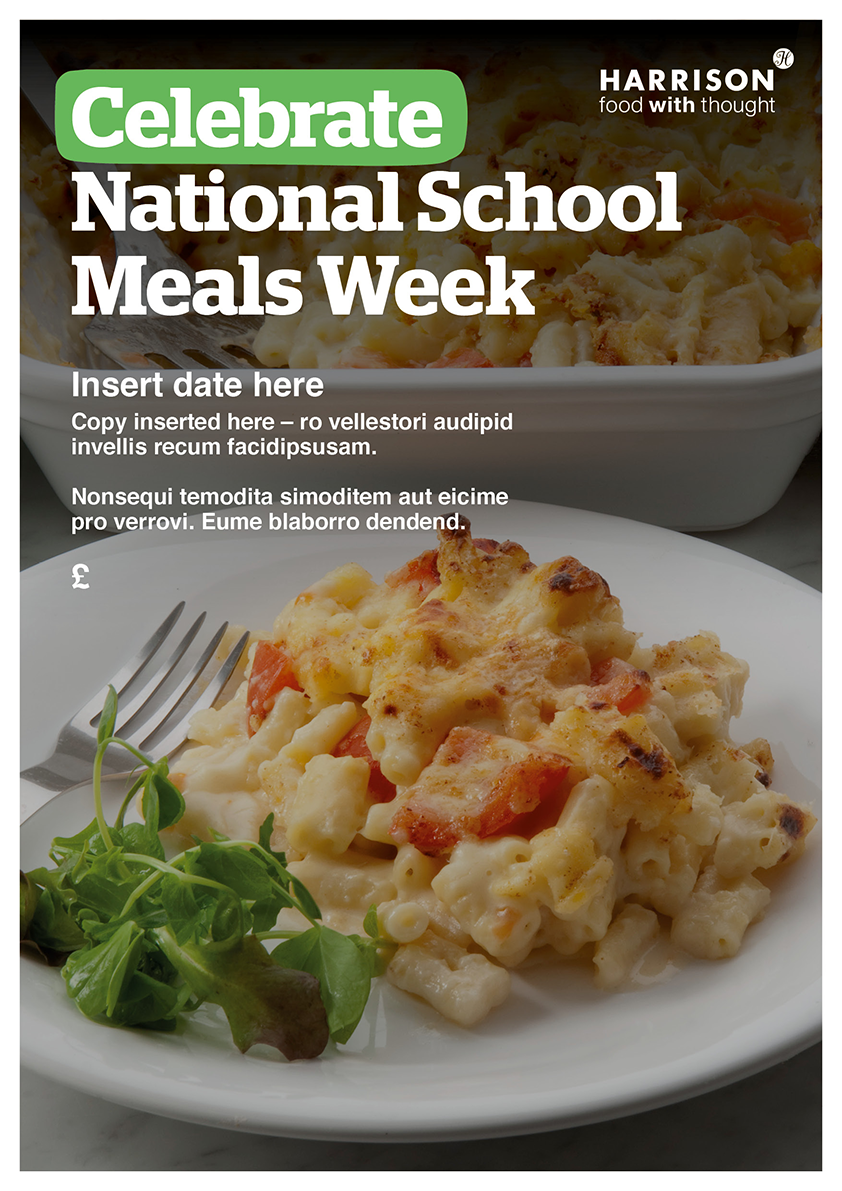 Celebrate
National School
Meals Week
H
HARRISON
food with thought
Insert date here
Copy inserted here – ro vellestori audipid
invellis recum facidipsusam.
Nonsequi temodita simoditem aut eicime
pro verrovi. Eume blaborro dendend.
£